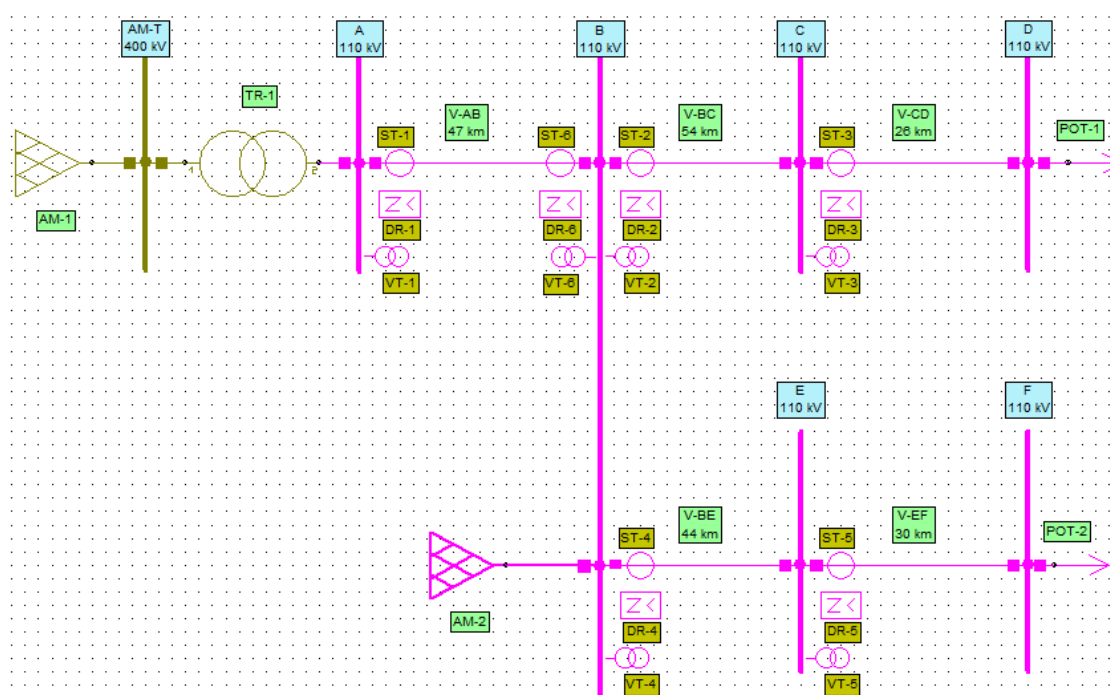 AM-T
400 kV
A
110 kV
B
110 kV
C
110 kV
D
110 kV
TR-1
V-AB
47 km
V-BC
54 km
V-CD
26 km
ST-1
ST-6
ST-2
ST-3
POT-1
1
2
Z<
Z<
Z<
Z<
AM-1
DR-1
DR-6
DR-2
DR-3
VT-1
VT-6
VT-2
VT-3
E
110 kV
F
110 kV
V-BE
44 km
V-EF
30 km
ST-4
ST-5
POT-2
Z<
Z<
AM-2
DR-4
DR-5
VT-4
VT-5